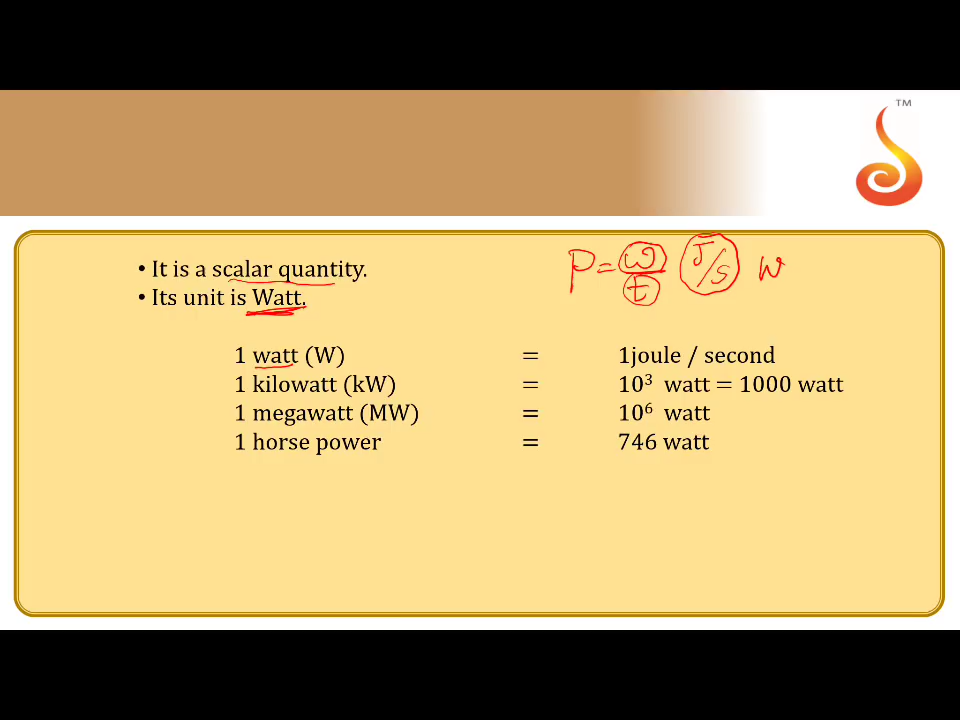 TM
P = W/t J/s W
• It is a scalar quantity.
• Its unit is Watt.
1 watt (W) = 1joule / second
1 kilowatt (kW) = 10³ watt = 1000 watt
1 megawatt (MW) = 10⁶ watt
1 horse power = 746 watt